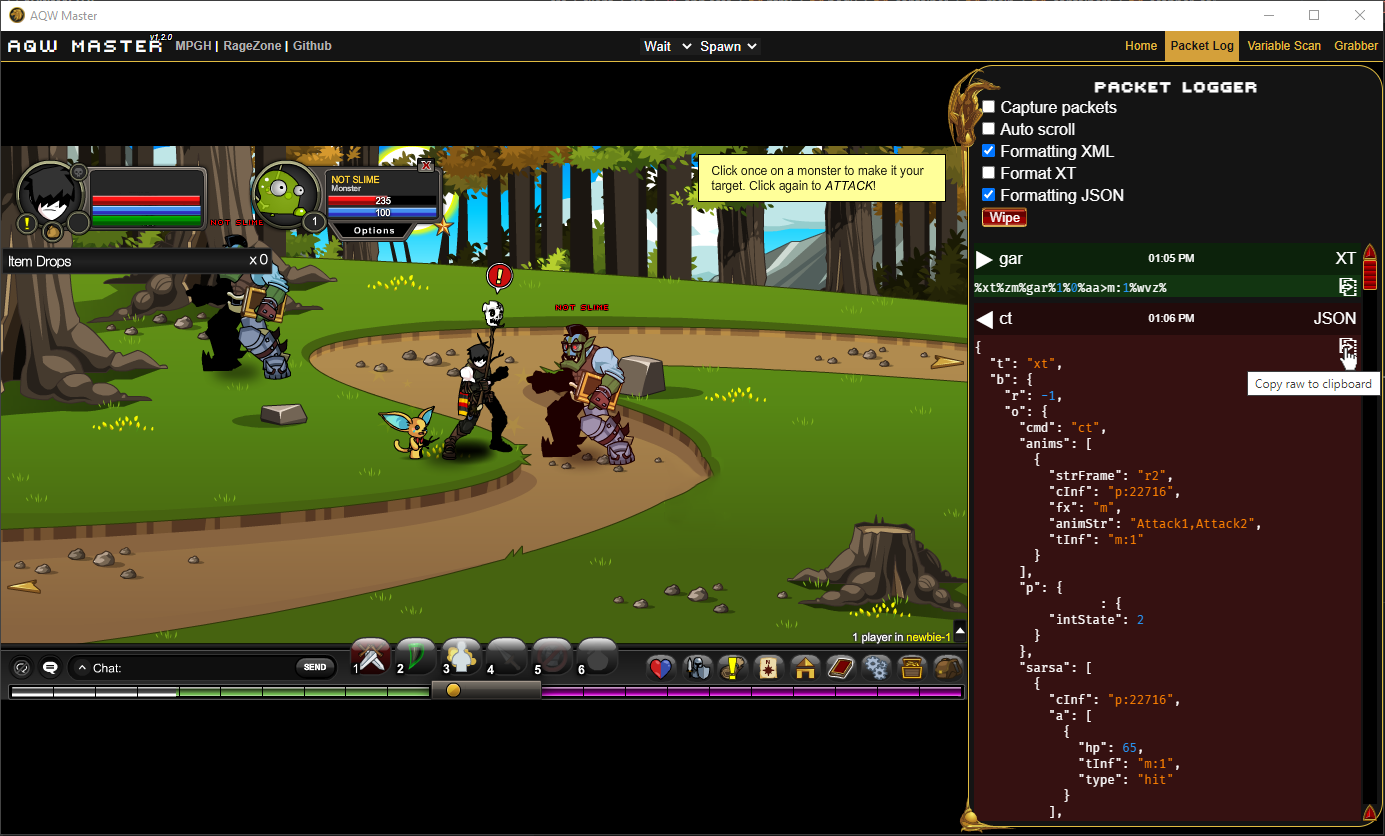 AQW Master
AQW MASTER v1.2.0 MPGH | RageZone | Github
Wait Spawn
Home Packet Log Variable Scan Grabber
PACKET LOGGER
Capture packets
Auto scroll
Formatting XML
Format XT
Formatting JSON
Wipe
gar 01:05 PM XT
%xt%zm%gar%1%0%aa>m:1%wvz%
ct 01:06 PM JSON
Copy raw to clipboard
{
"t": "xt",
"b": {
"r": -1,
"o": {
"cmd": "ct",
"anims": [
{
"strFrame": "r2",
"cInf": "p:22716",
"fx": "m",
"animStr": "Attack1,Attack2",
"tInf": "m:1"
}
],
"p": {
: {
"intState": 2
}
},
"sarsa": [
{
"cInf": "p:22716",
"a": [
{
"hp": 65,
"tInf": "m:1",
"type": "hit"
}
],
Click once on a monster to make it your
target. Click again to ATTACK!
NOT SLIME
Monster
235
100
1
Options
NOT SLIME
Item Drops x 0
NOT SLIME
1 player in newbie-1
Chat: SEND
1 2 3 4 5 6